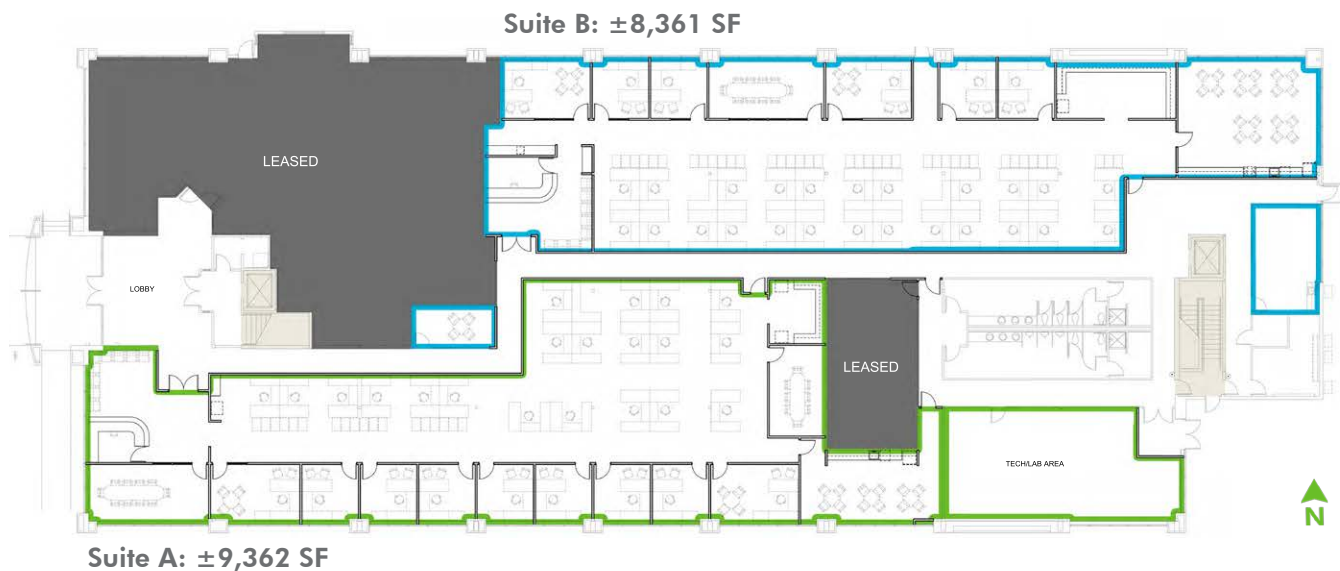 Suite B: ±8,361 SF
LEASED
LOBBY
LEASED
TECH/LAB AREA
N
Suite A: ±9,362 SF